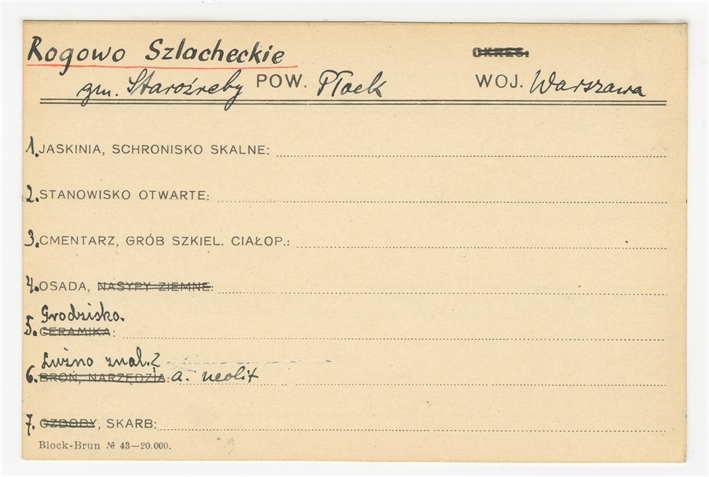 Rogowo Szlacheckie OKRES:
gm. Staroźreby POW. Płock WOJ. Warszawa
1. JASKINIA, SCHRONISKO SKALNE:
2. STANOWISKO OTWARTE:
3. CMENTARZ, GRÓB SZKIEL. CIAŁOP.:
4. OSADA, NASYPY ZIEMNE:
Grodzisko.
5. CERAMIKA:
Luźno znal.
6. BROŃ, NARZĘDZIA: a. neolit
7. OZDOBY, SKARB:
Block-Brun № 43—20.000.